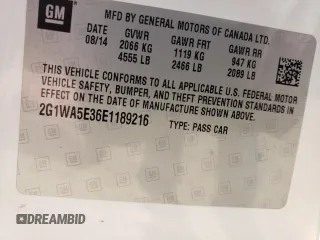 GM
MFD BY GENERAL MOTORS OF CANADA LTD.
DATE GVWR GAWR FRT GAWR RR
08/14 2066 KG 1119 KG 947 KG
4555 LB 2466 LB 2089 LB
THIS VEHICLE CONFORMS TO ALL APPLICABLE U.S. FEDERAL MOTOR
VEHICLE SAFETY, BUMPER, AND THEFT PREVENTION STANDARDS IN
EFFECT ON THE DATE OF MANUFACTURE SHOWN ABOVE.
2G1WA5E36E1189216 TYPE: PASS CAR
DREAMBID